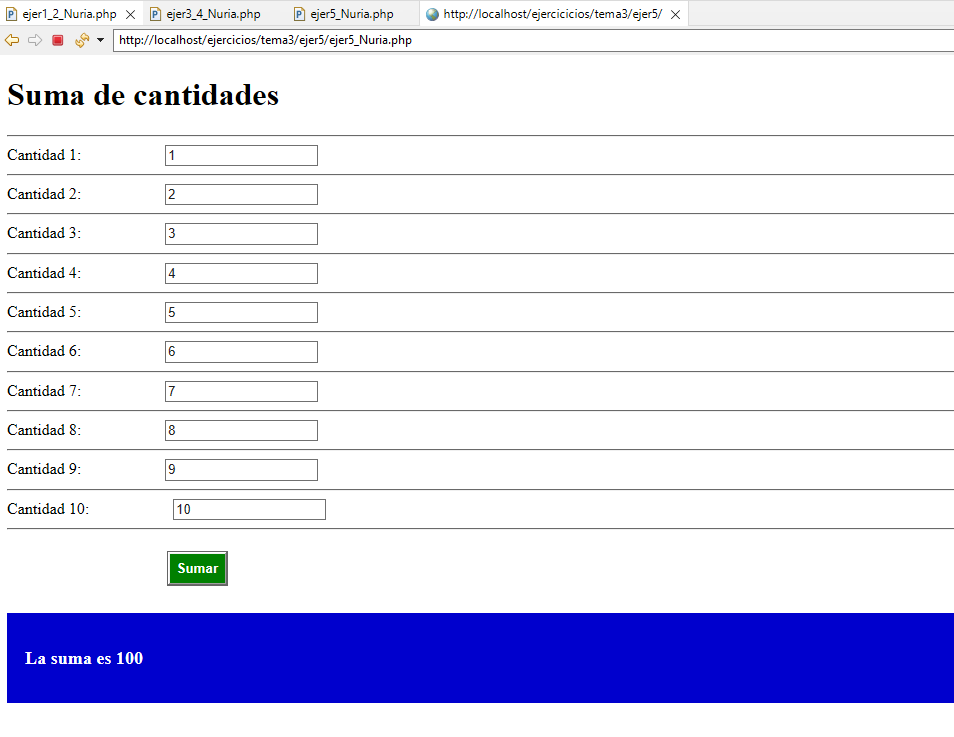 ejer1_2_Nuria.php ejer3_4_Nuria.php ejer5_Nuria.php http://localhost/ejercicicios/tema3/ejer5/
http://localhost/ejercicios/tema3/ejer5/ejer5_Nuria.php
Suma de cantidades
Cantidad 1: 1
Cantidad 2: 2
Cantidad 3: 3
Cantidad 4: 4
Cantidad 5: 5
Cantidad 6: 6
Cantidad 7: 7
Cantidad 8: 8
Cantidad 9: 9
Cantidad 10: 10
Sumar
La suma es 100